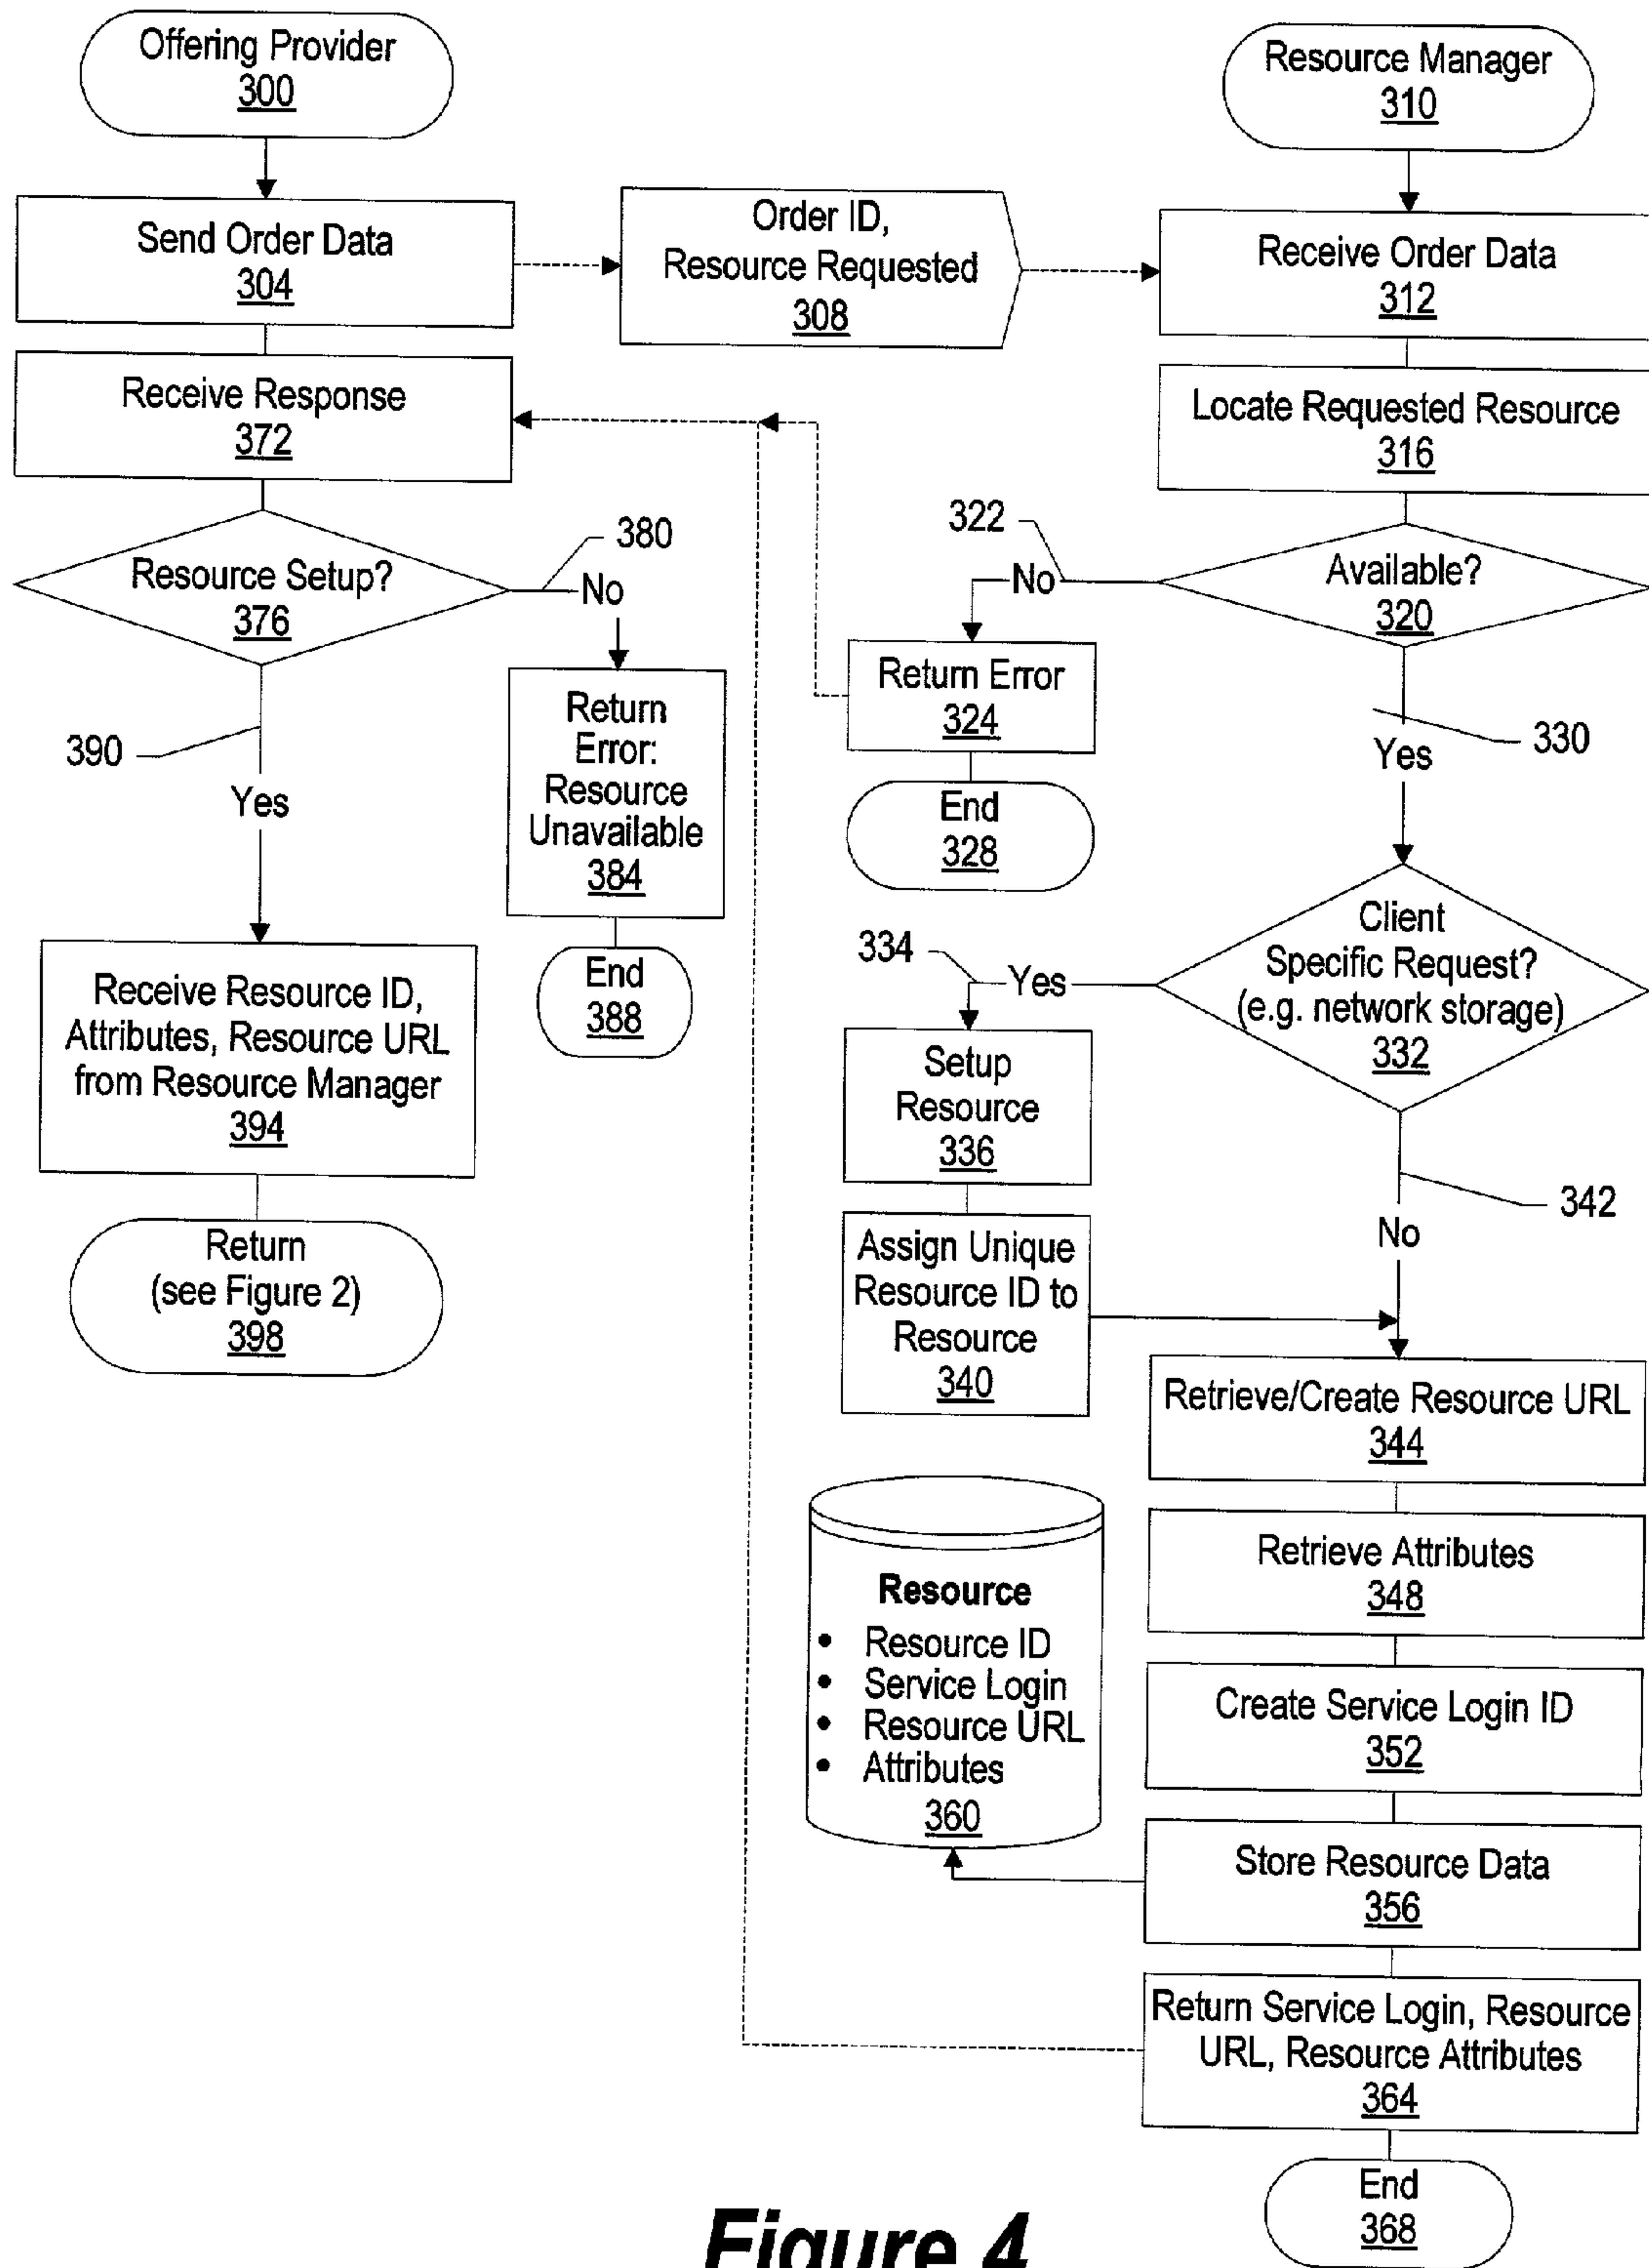 Offering Provider
300
Send Order Data
304
Order ID,
Resource Requested
308
Resource Manager
310
Receive Order Data
312
Receive Response
372
Locate Requested Resource
316
Resource Setup?
376
380
No
322
No
Available?
320
Return Error
324
End
328
330
Yes
390
Yes
Return
Error:
Resource
Unavailable
384
End
388
Receive Resource ID,
Attributes, Resource URL
from Resource Manager
394
Return
(see Figure 2)
398
Client
Specific Request?
(e.g. network storage)
332
334
Yes
Setup
Resource
336
342
No
Assign Unique
Resource ID to
Resource
340
Retrieve/Create Resource URL
344
Retrieve Attributes
348
Create Service Login ID
352
Resource
• Resource ID
• Service Login
• Resource URL
• Attributes
360
Store Resource Data
356
Return Service Login, Resource
URL, Resource Attributes
364
End
368
Figure 4